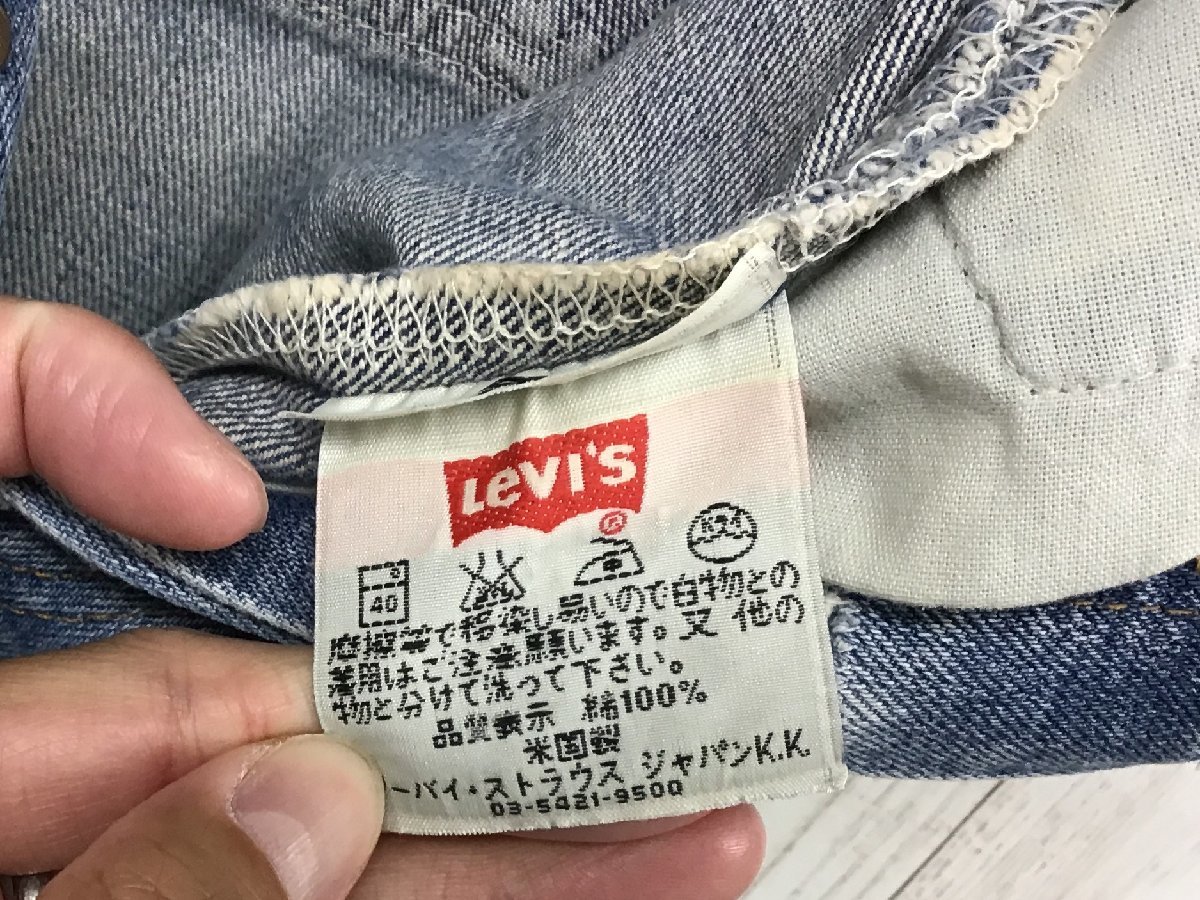 LEVI'S
®
40
摩擦等で移染し易いので白物との
着用はご注意願います。又 他の
物と分けて洗って下さい。
品質表示 綿100%
米国製
ーバイ・ストラウス ジャパンK.K.
03-5421-9500